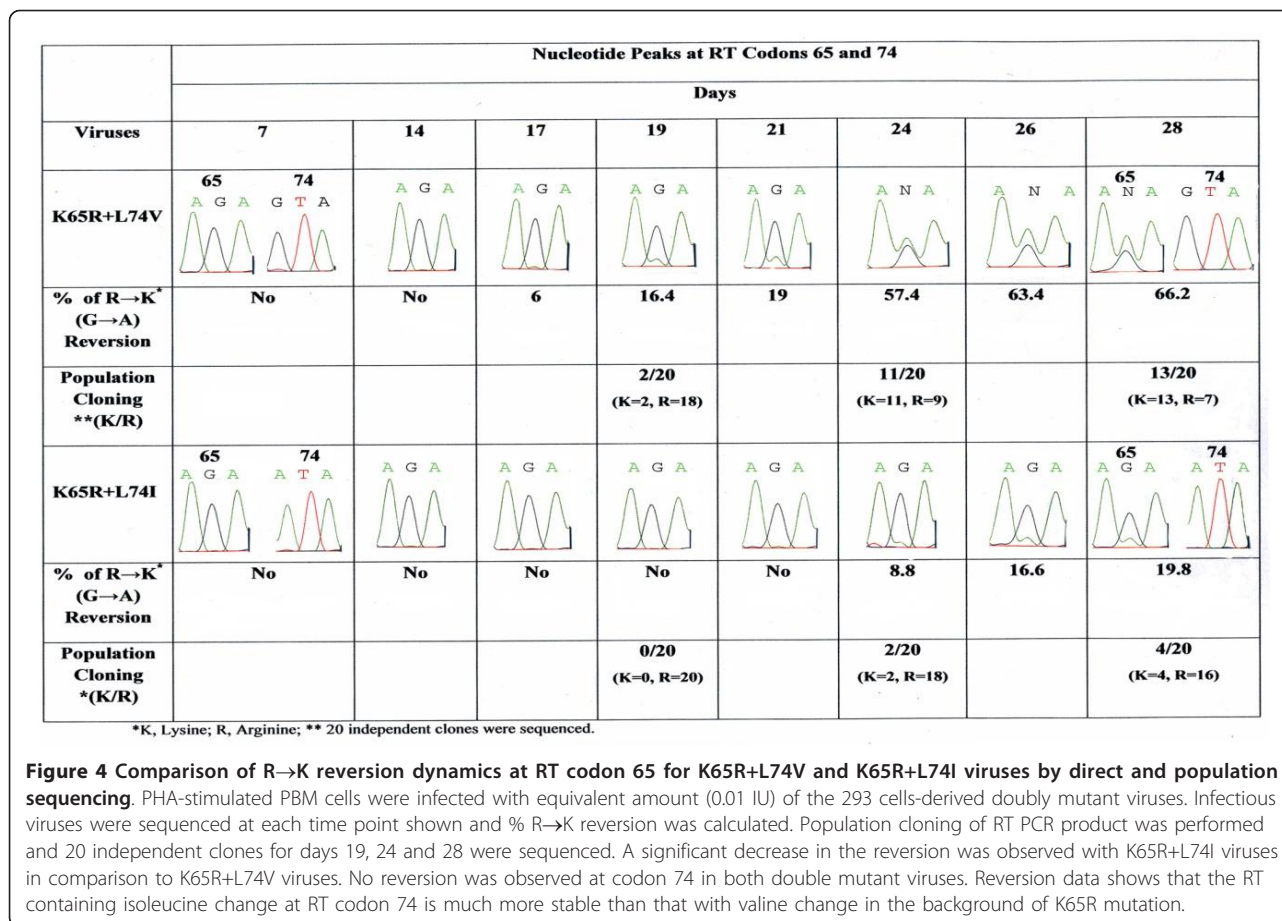 Nucleotide Peaks at RT Codons 65 and 74
Days
Viruses 7 14 17 19 21 24 26 28
K65R+L74V
65 74 65 74
A G A G T A A G A A G A A G A A G A A N A A N A A N A G T A
% of R→K* (G→A) Reversion
No No 6 16.4 19 57.4 63.4 66.2
Population Cloning **(K/R)
2/20 11/20 13/20
(K=2, R=18) (K=11, R=9) (K=13, R=7)
K65R+L74I
65 74 65 74
A G A A T A A G A A G A A G A A G A A G A A G A A G A A T A
% of R→K* (G→A) Reversion
No No No No No 8.8 16.6 19.8
Population Cloning *(K/R)
0/20 2/20 4/20
(K=0, R=20) (K=2, R=18) (K=4, R=16)
*K, Lysine; R, Arginine; ** 20 independent clones were sequenced.
Figure 4 Comparison of R→K reversion dynamics at RT codon 65 for K65R+L74V and K65R+L74I viruses by direct and population
sequencing. PHA-stimulated PBM cells were infected with equivalent amount (0.01 IU) of the 293 cells-derived doubly mutant viruses. Infectious
viruses were sequenced at each time point shown and % R→K reversion was calculated. Population cloning of RT PCR product was performed
and 20 independent clones for days 19, 24 and 28 were sequenced. A significant decrease in the reversion was observed with K65R+L74I viruses
in comparison to K65R+L74V viruses. No reversion was observed at codon 74 in both double mutant viruses. Reversion data shows that the RT
containing isoleucine change at RT codon 74 is much more stable than that with valine change in the background of K65R mutation.